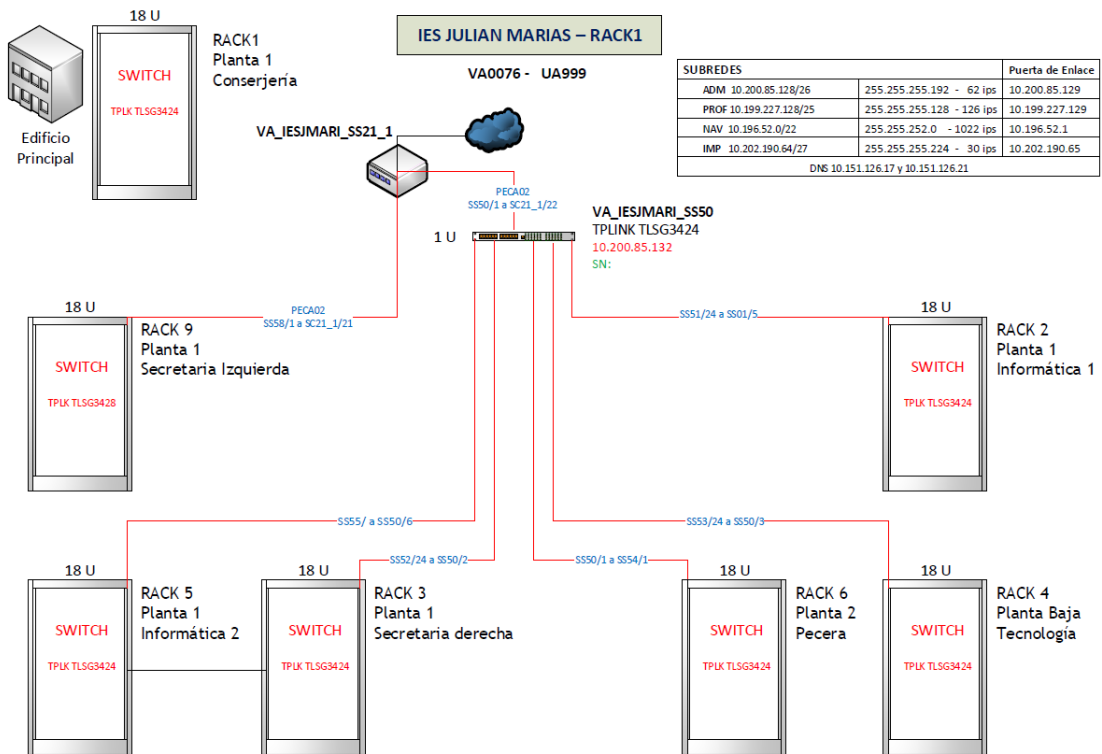 18 U
RACK1
Planta 1
Conserjería
SWITCH
TPLK TLSG3424
Edificio
Principal
IES JULIAN MARIAS – RACK1
VA0076 - UA999
SUBREDES Puerta de Enlace
ADM 10.200.85.128/26 255.255.255.192 - 62 ips 10.200.85.129
PROF 10.199.227.128/25 255.255.255.128 - 126 ips 10.199.227.129
NAV 10.196.52.0/22 255.255.252.0 - 1022 ips 10.196.52.1
IMP 10.202.190.64/27 255.255.255.224 - 30 ips 10.202.190.65
DNS 10.151.126.17 y 10.151.126.21
VA_IESJMARI_SS21_1
PECA02
SS50/1 a SC21_1/22
1 U
VA_IESJMARI_SS50
TPLINK TLSG3424
10.200.85.132
SN:
18 U
RACK 9
Planta 1
Secretaria Izquierda
SWITCH
TPLK TLSG3428
PECA02
SS58/1 a SC21_1/21
SS51/24 a SS01/5
18 U
RACK 2
Planta 1
Informática 1
SWITCH
TPLK TLSG3424
SS55/ a SS50/6
SS52/24 a SS50/2
SS50/1 a SS54/1
SS53/24 a SS50/3
18 U
RACK 5
Planta 1
Informática 2
SWITCH
TPLK TLSG3424
18 U
RACK 3
Planta 1
Secretaria derecha
SWITCH
TPLK TLSG3424
18 U
RACK 6
Planta 2
Pecera
SWITCH
TPLK TLSG3424
18 U
RACK 4
Planta Baja
Tecnología
SWITCH
TPLK TLSG3424